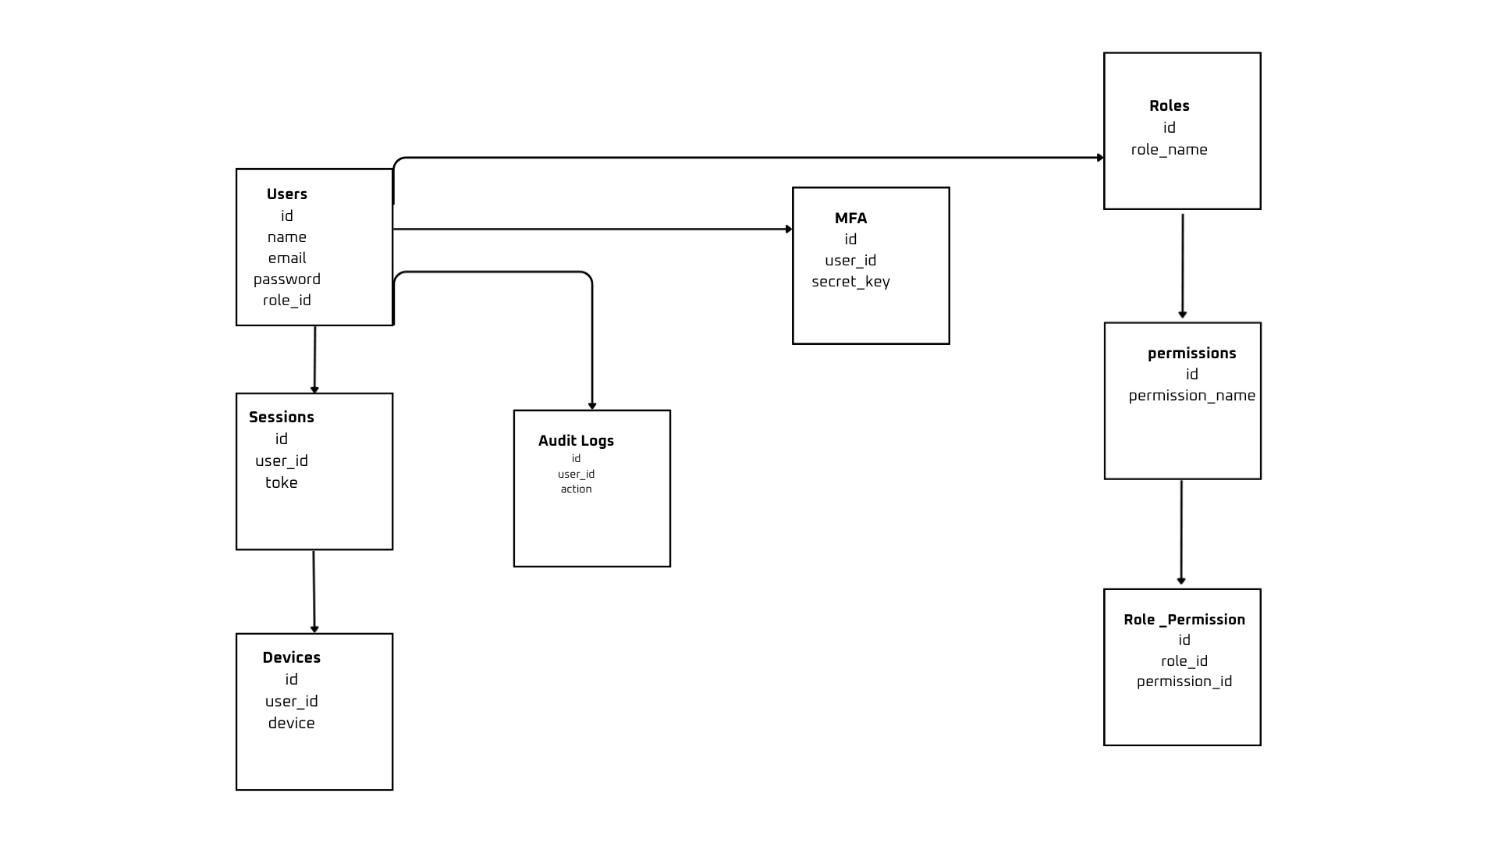 Roles
id
role_name
Users
id
name
email
password
role_id
MFA
id
user_id
secret_key
permissions
id
permission_name
Sessions
id
user_id
toke
Audit Logs
id
user_id
action
Role _Permission
id
role_id
permission_id
Devices
id
user_id
device